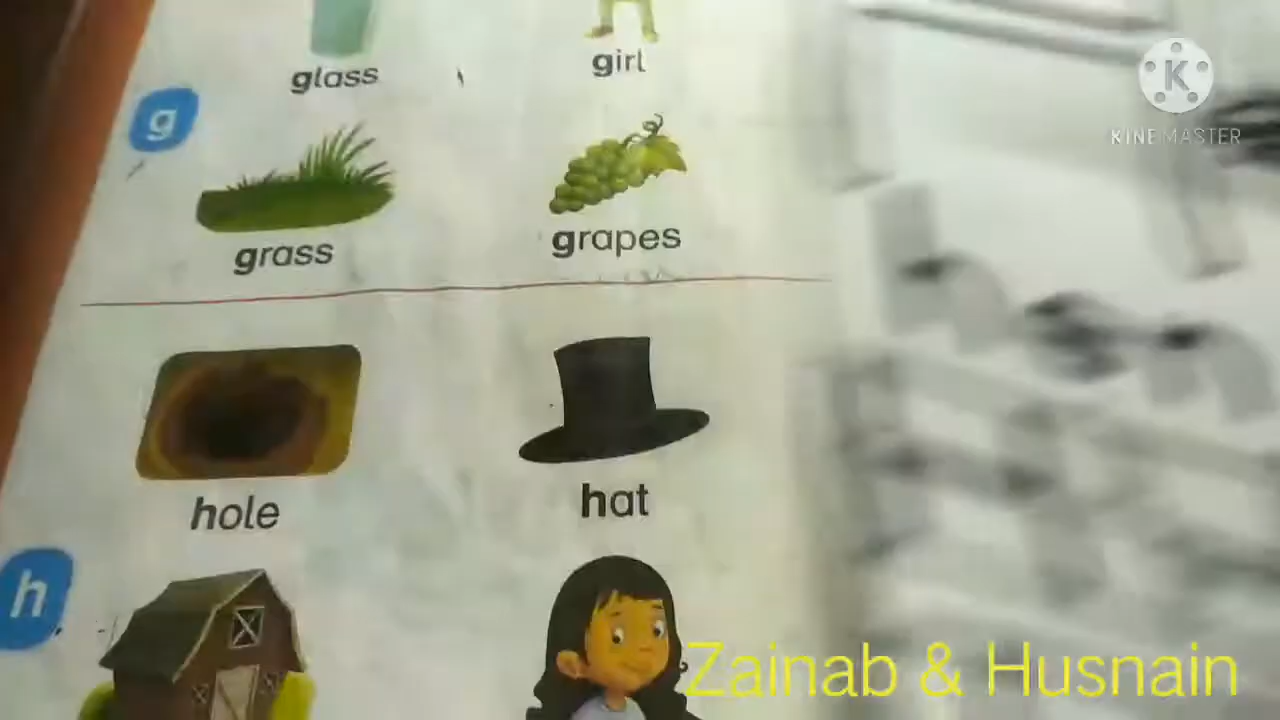 glass girl
g
grass grapes
hole hat
h
KINEMASTER
Zainab & Husnain